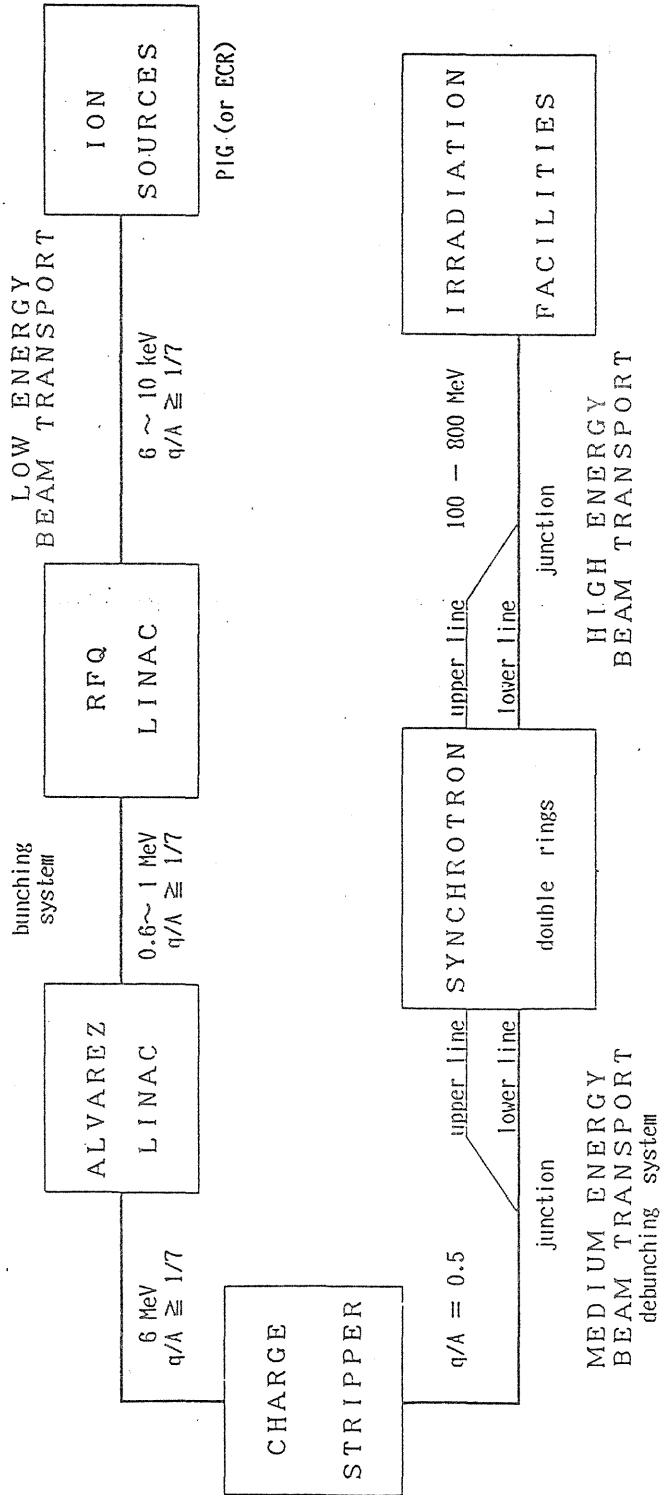 LOW ENERGY
BEAM TRANSPORT
ION
SOURCES
PIG (or ECR)
6 ~ 10 keV
q/A ≧ 1/7
RFQ
LINAC
bunching
system
0.6~ 1 MeV
q/A ≧ 1/7
ALVAREZ
LINAC
6 MeV
q/A ≧ 1/7
CHARGE
STRIPPER
q/A = 0.5
upper line
lower line
junction
MEDIUM ENERGY
BEAM TRANSPORT
debunching system
SYNCHROTRON
double rings
upper line
lower line
100 - 800 MeV
junction
HIGH ENERGY
BEAM TRANSPORT
IRRADIATION
FACILITIES